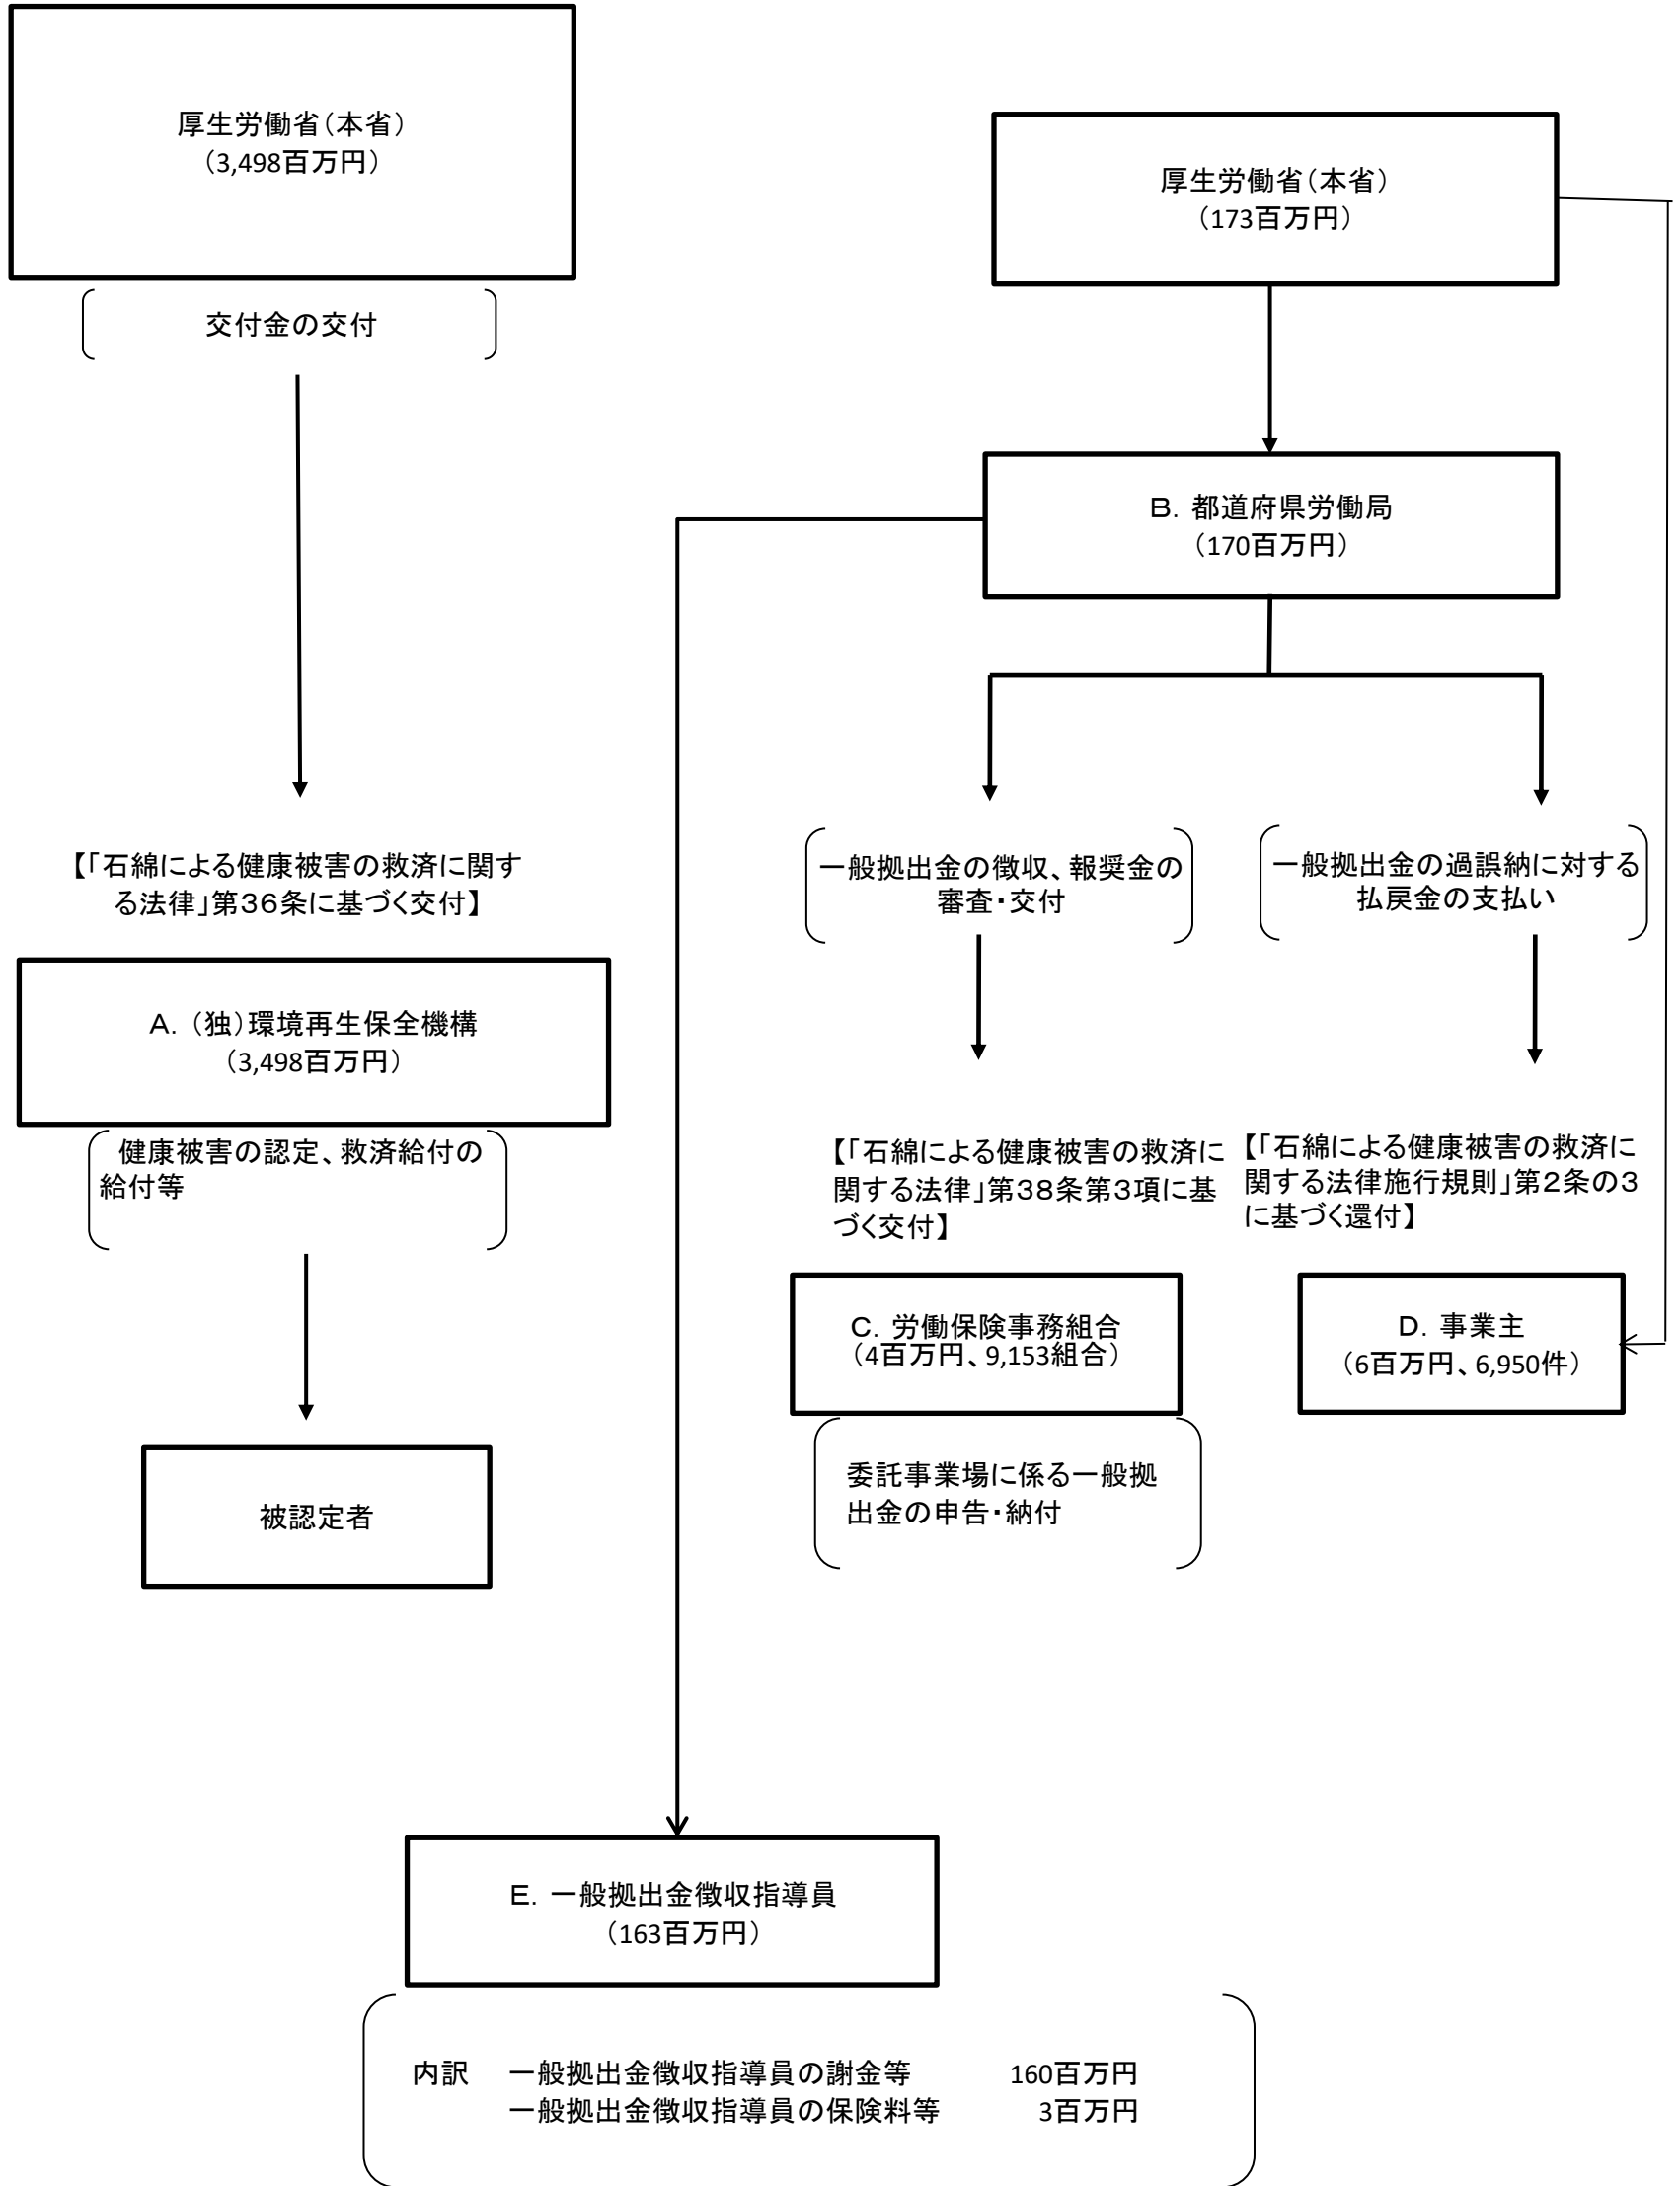 厚生労働省（本省）
（3,498百万円）
交付金の交付
【「石綿による健康被害の救済に関す
る法律」第３６条に基づく交付】
Ａ．（独）環境再生保全機構
（3,498百万円）
健康被害の認定、救済給付の
給付等
被認定者
厚生労働省（本省）
（173百万円）
Ｂ．都道府県労働局
（170百万円）
一般拠出金の徴収、報奨金の
審査・交付
一般拠出金の過誤納に対する
払戻金の支払い
【「石綿による健康被害の救済に
関する法律」第３８条第３項に基
づく交付】
【「石綿による健康被害の救済に
関する法律施行規則」第２条の３
に基づく還付】
Ｃ．労働保険事務組合
（4百万円、9,153組合）
Ｄ．事業主
（6百万円、6,950件）
委託事業場に係る一般拠
出金の申告・納付
Ｅ．一般拠出金徴収指導員
（163百万円）
内訳　一般拠出金徴収指導員の謝金等　160百万円
一般拠出金徴収指導員の保険料等　3百万円